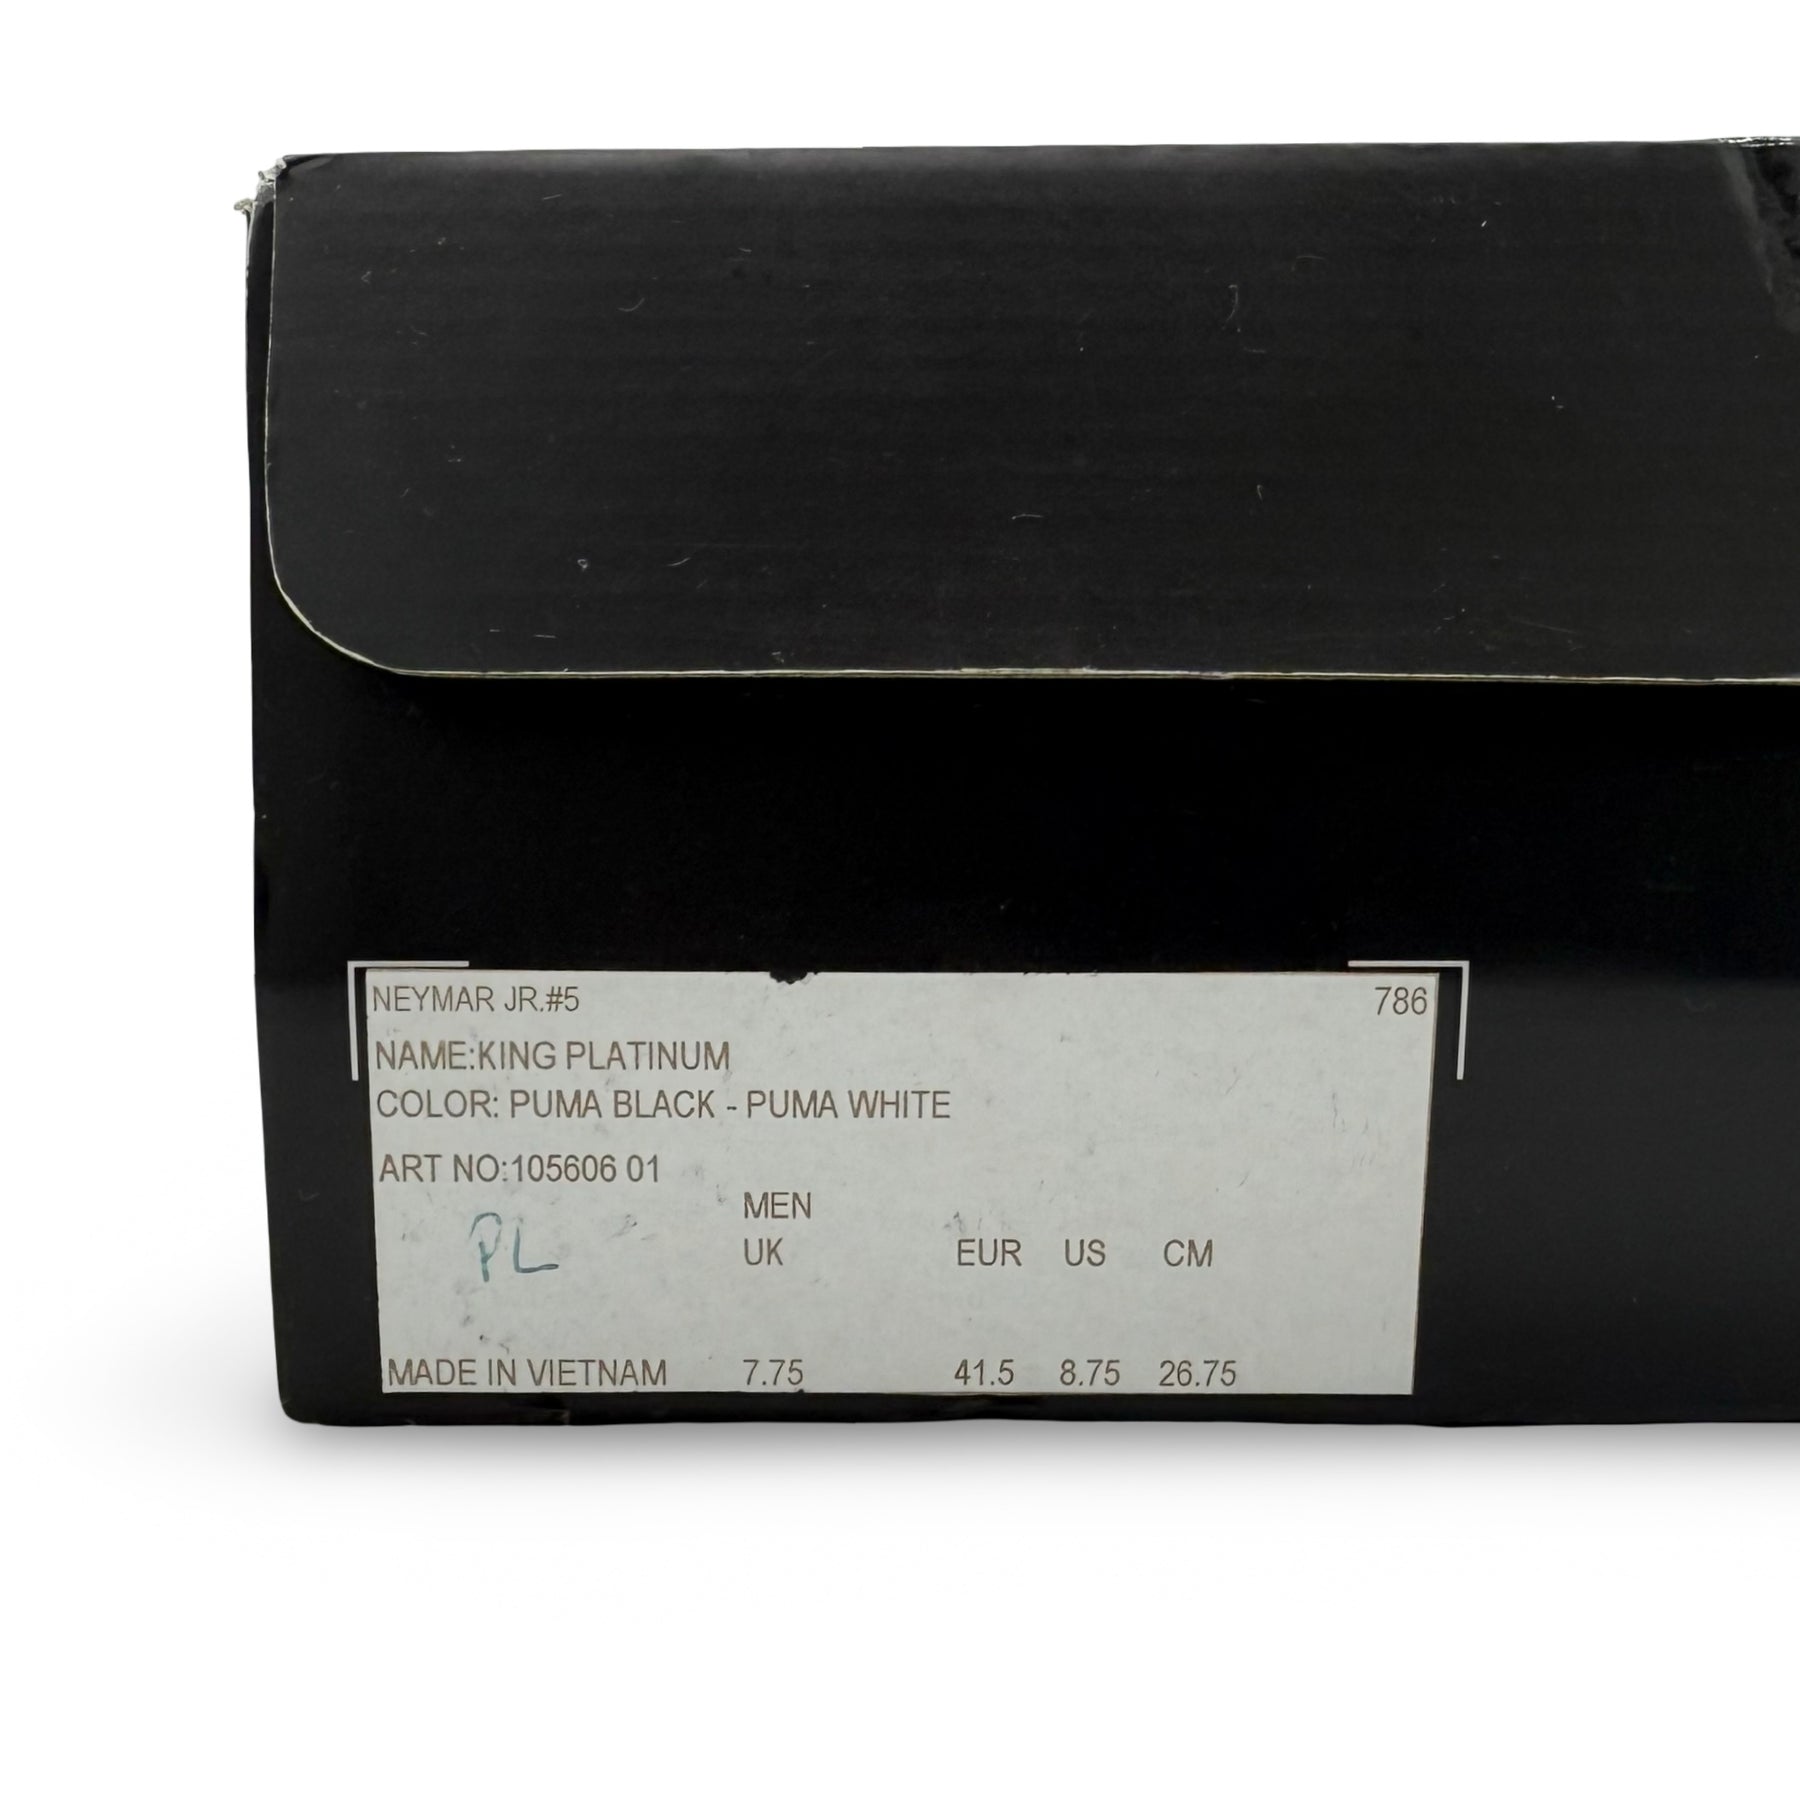 NEYMAR JR.#5 786
NAME:KING PLATINUM
COLOR: PUMA BLACK - PUMA WHITE
ART NO:105606 01
MEN
PL UK EUR US CM
MADE IN VIETNAM 7.75 41.5 8.75 26.75